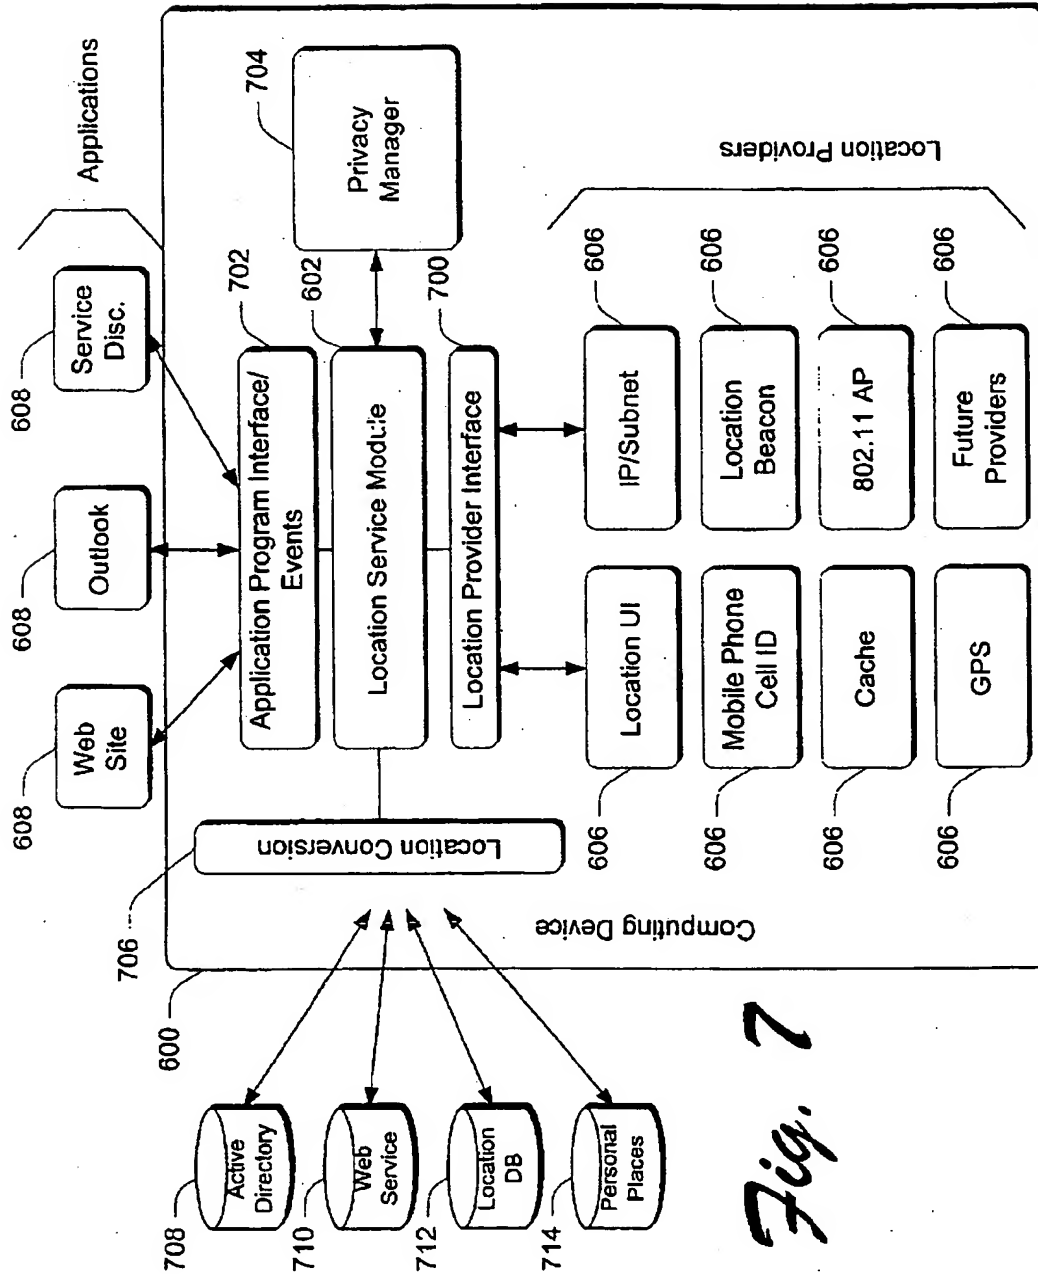 Applications
608
608
608
Web
Site
Outlook
Service
Disc.
600
706
Location Conversion
702
Application Program Interface/
Events
602
Location Service Module
700
Location Provider Interface
704
Privacy
Manager
708
Active
Directory
710
Web
Service
712
Location
DB
714
Personal
Places
Computing Device
Location Providers
606
Location UI
606
IP/Subnet
606
Mobile Phone
Cell ID
606
Location
Beacon
606
Cache
606
802.11 AP
606
GPS
606
Future
Providers
Fig. 7